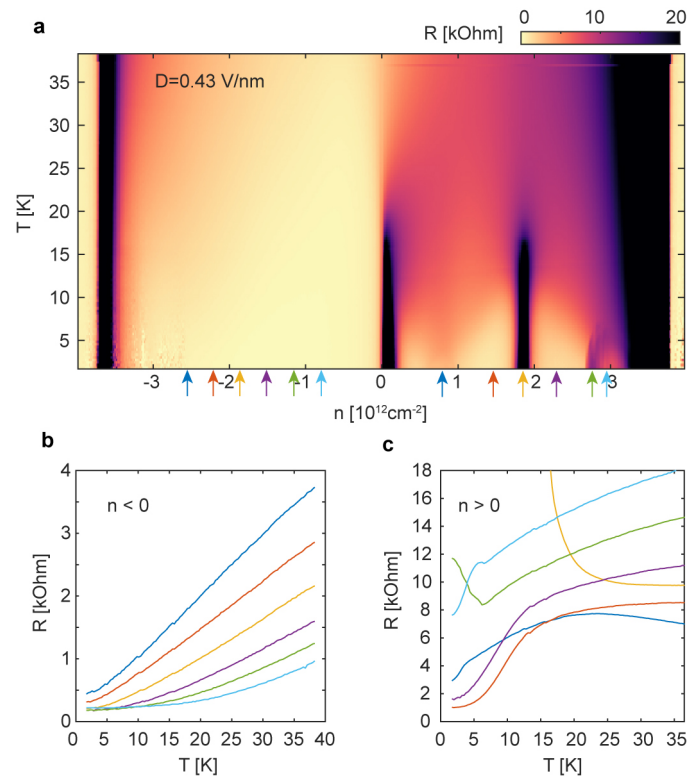 a
R [kOhm]
0 10 20
D=0.43 V/nm
35
30
25
20
15
10
5
T [K]
-3 -2 -1 0 1 2 3
n [10¹²cm⁻²]
b
n < 0
4
3
2
1
0
R [kOhm]
0 5 10 15 20 25 30 35 40
T [K]
c
n > 0
18
16
14
12
10
8
6
4
2
0
R [kOhm]
0 5 10 15 20 25 30 35
T [K]